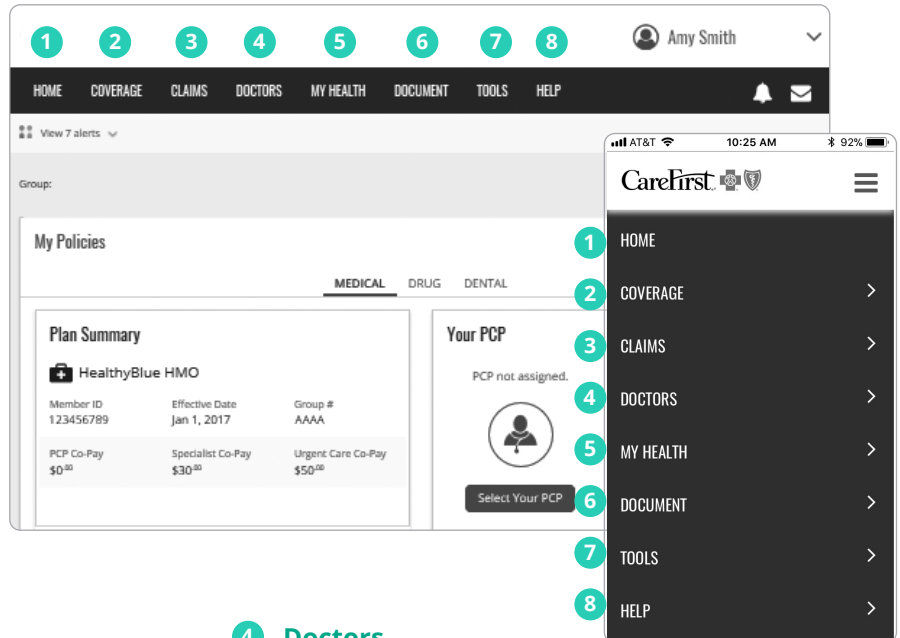 1 2 3 4 5 6 7 8
Amy Smith
HOME COVERAGE CLAIMS DOCTORS MY HEALTH DOCUMENT TOOLS HELP
View 7 alerts
Group:
My Policies
MEDICAL DRUG DENTAL
Plan Summary
HealthyBlue HMO
Member ID Effective Date Group #
123456789 Jan 1, 2017 AAAA
PCP Co-Pay Specialist Co-Pay Urgent Care Co-Pay
$0.00 $30.00 $50.00
Your PCP
PCP not assigned.
Select Your PCP
AT&T 10:25 AM 92%
CareFirst
1 HOME
2 COVERAGE
3 CLAIMS
4 DOCTORS
5 MY HEALTH
6 DOCUMENT
7 TOOLS
8 HELP
4 Doctors